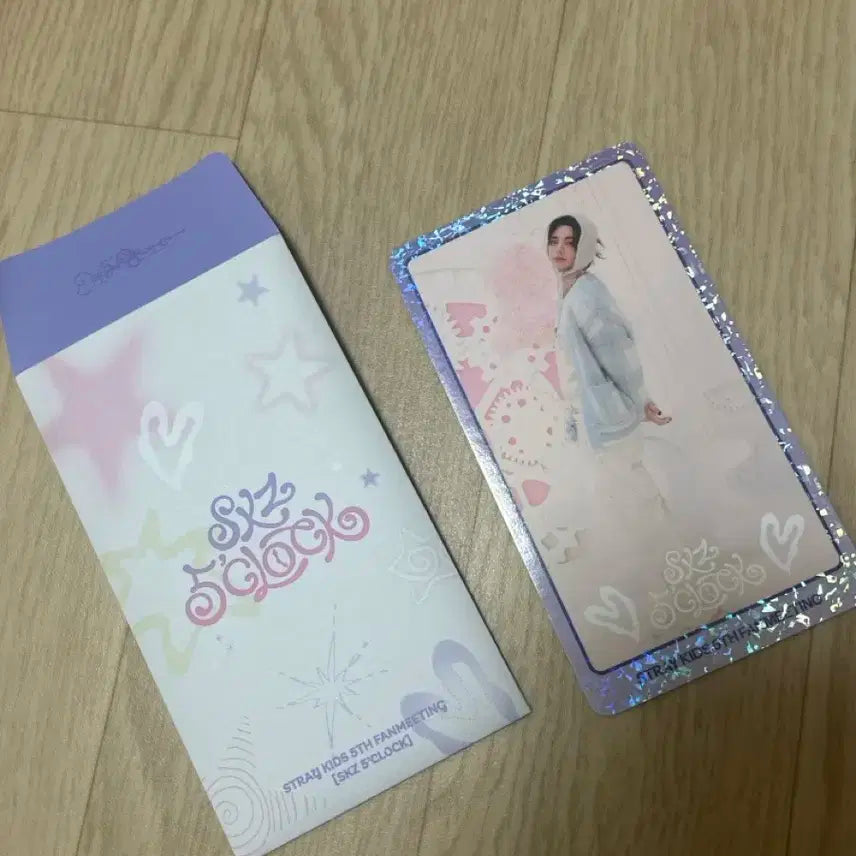 SKZ
5'CLOCK
STRAY KIDS 5TH FANMEETING
[SKZ 5'CLOCK]
SKZ
5'CLOCK
STRAY KIDS 5TH FANMEETING